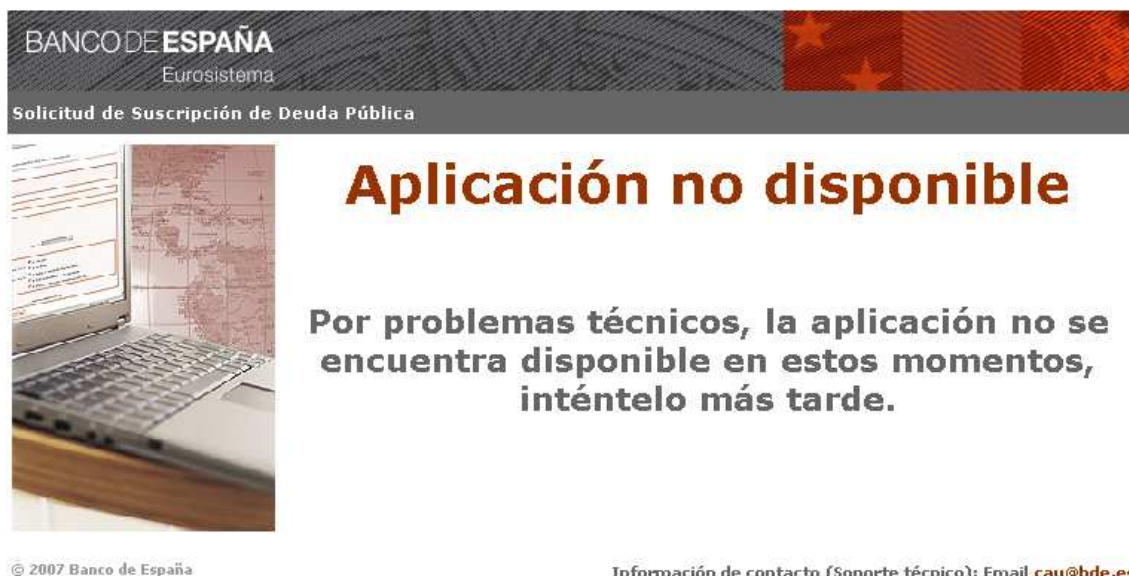 BANCO DE ESPAÑA
Eurosistema
Solicitud de Suscripción de Deuda Pública
Aplicación no disponible
Por problemas técnicos, la aplicación no se
encuentra disponible en estos momentos,
inténtelo más tarde.
© 2007 Banco de España
Información de contacto (Soporte técnico): Email cau@bde.es